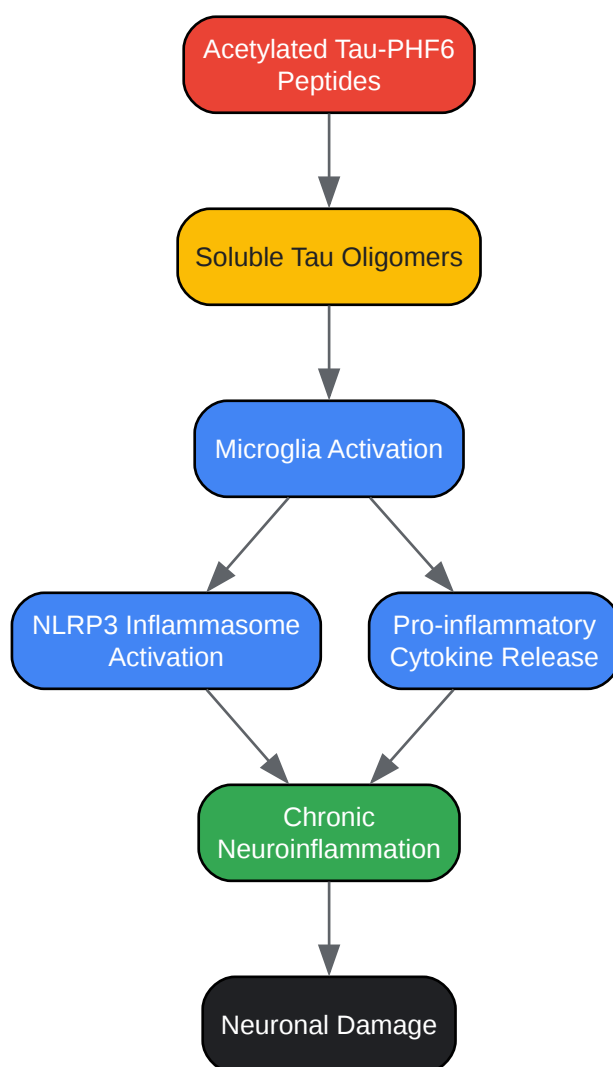 Acetylated Tau-PHF6
Peptides
Soluble Tau Oligomers
Microglia Activation
NLRP3 Inflammasome
Activation
Pro-inflammatory
Cytokine Release
Chronic
Neuroinflammation
Neuronal Damage